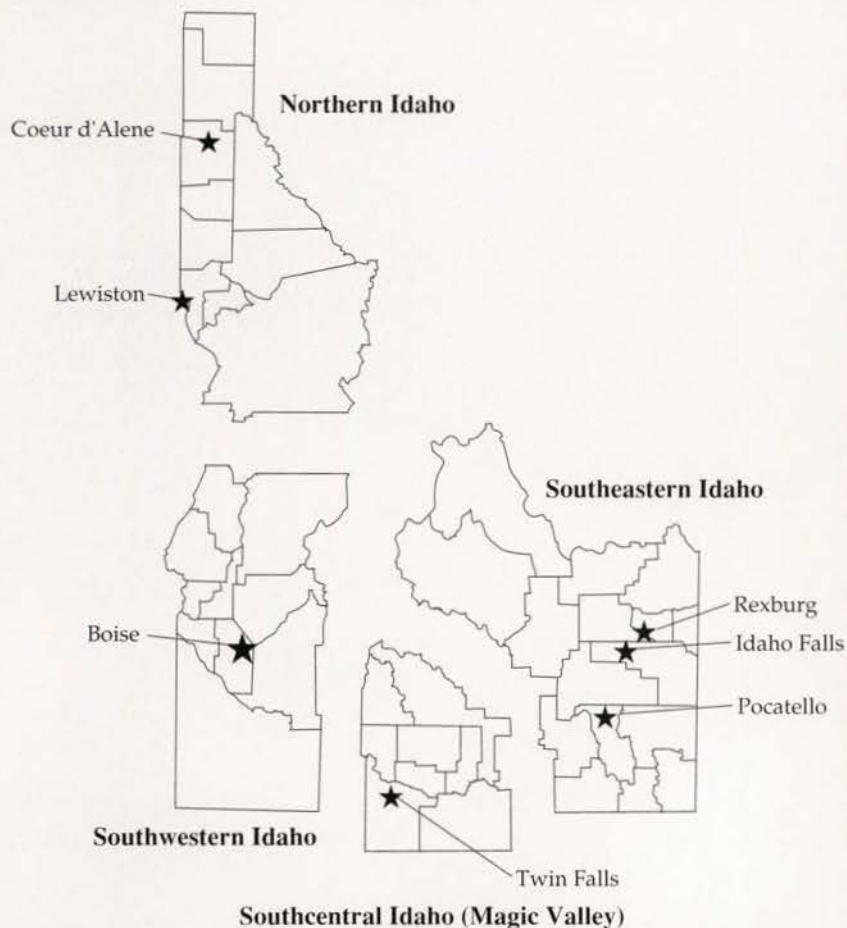 Northern Idaho
Coeur d'Alene
Lewiston
Southeastern Idaho
Rexburg
Boise
Idaho Falls
Pocatello
Southwestern Idaho
Twin Falls
Southcentral Idaho (Magic Valley)